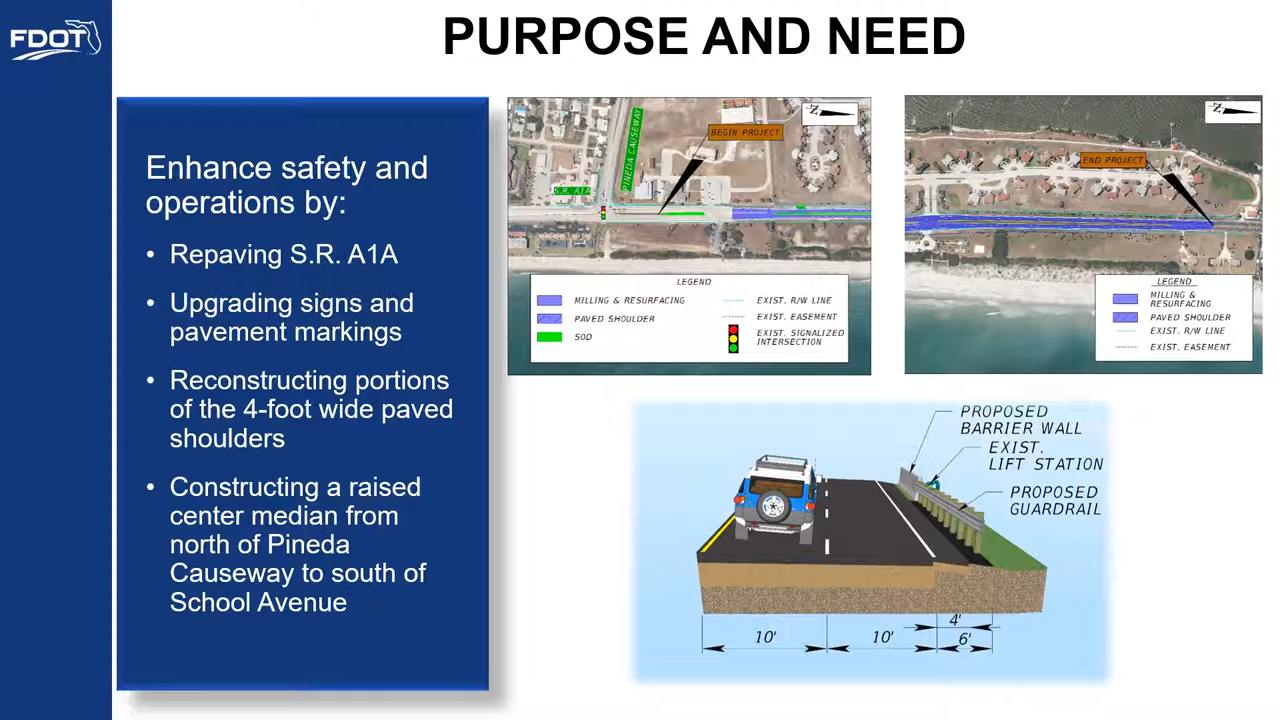 FDOT
PURPOSE AND NEED
Enhance safety and
operations by:
• Repaving S.R. A1A
• Upgrading signs and
pavement markings
• Reconstructing portions
of the 4-foot wide paved
shoulders
• Constructing a raised
center median from
north of Pineda
Causeway to south of
School Avenue
BEGIN PROJECT
PINEDA CAUSEWAY
S.R. A1A
N
LEGEND
MILLING & RESURFACING
PAVED SHOULDER
SOD
EXIST. R/W LINE
EXIST. EASEMENT
EXIST. SIGNALIZED
INTERSECTION
END PROJECT
N
LEGEND
MILLING &
RESURFACING
PAVED SHOULDER
EXIST. R/W LINE
EXIST. EASEMENT
PROPOSED
BARRIER WALL
EXIST.
LIFT STATION
PROPOSED
GUARDRAIL
4'
10'
10'
6'